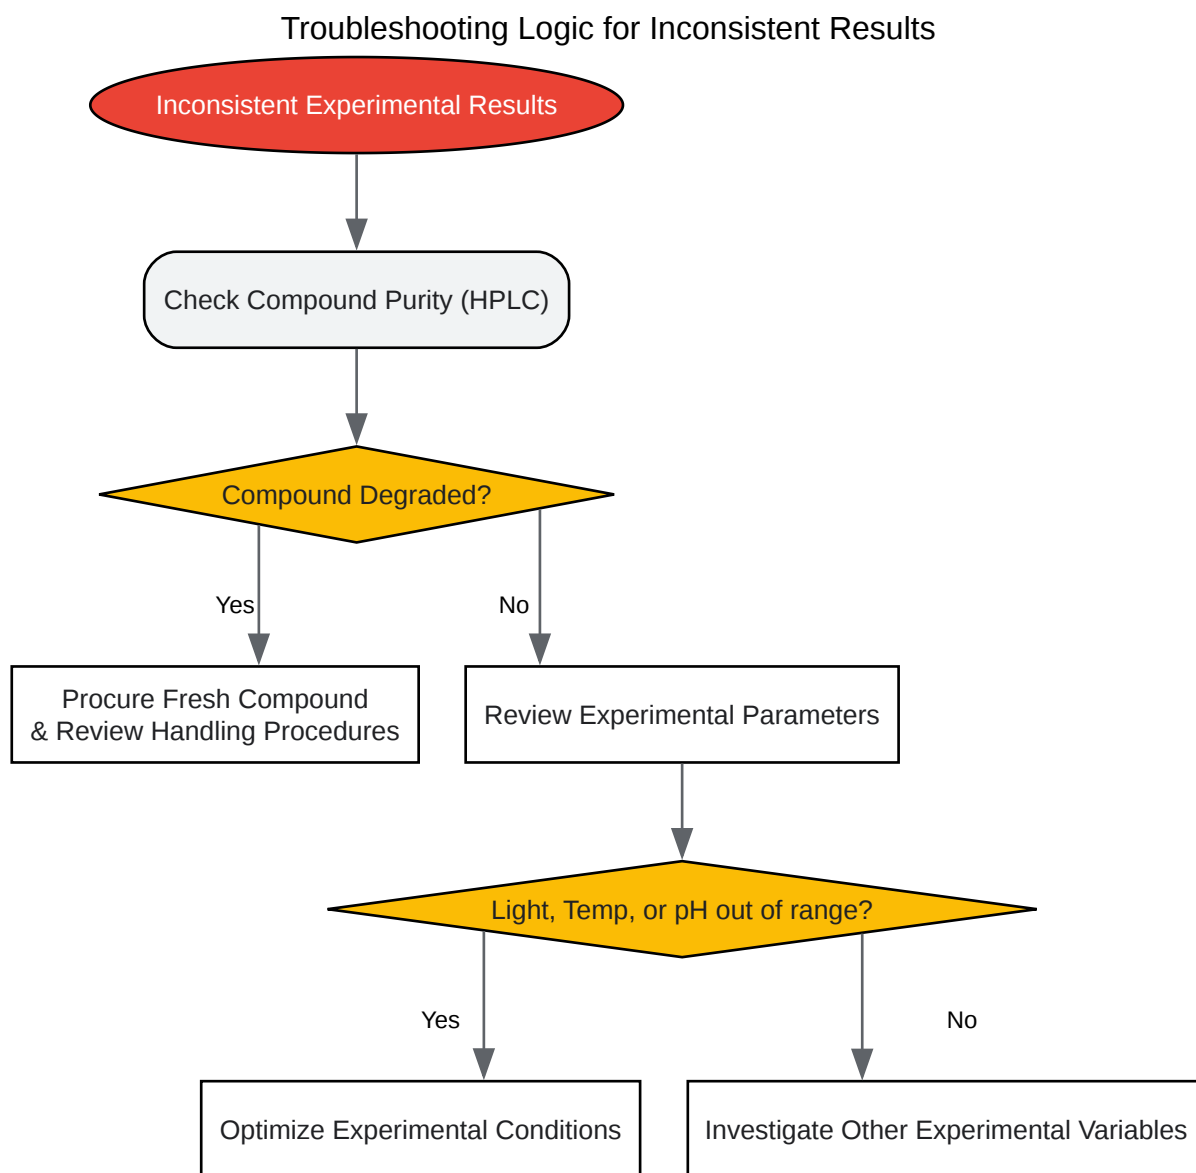 Troubleshooting Logic for Inconsistent Results
Inconsistent Experimental Results
Check Compound Purity (HPLC)
Compound Degraded?
Yes
No
Procure Fresh Compound
& Review Handling Procedures
Review Experimental Parameters
Light, Temp, or pH out of range?
Yes
No
Optimize Experimental Conditions
Investigate Other Experimental Variables